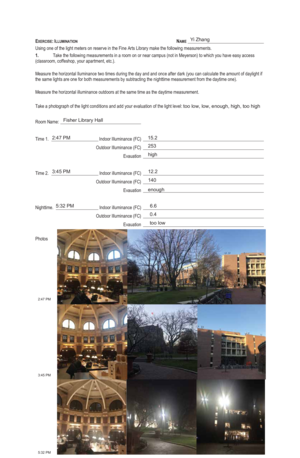 EXERCISE: ILLUMINATION NAME Yi Zhang
Using one of the light meters on reserve in the Fine Arts Library make the following measurements.
1. Take the following measurements in a room on or near campus (not in Meyerson) to which you have easy access
(classroom, coffeshop, your apartment, etc.).
Measure the horizontal iluminance two times during the day and and once after dark (you can calculate the amount of daylight if
the same lights are one for both measurements by subtracting the nighttime measurement from the daytime one).
Measure the horizontal illuminance outdoors at the same time as the daytime measurement.
Take a photograph of the light conditions and add your evaluation of the light level: too low, low, enough, high, too high
Room Name Fisher Library Hall
Time 1. 2:47 PM Indoor Illuminance (FC) 15.2
Outdoor Illuminance (FC) 253
Evauation high
Time 2. 3:45 PM Indoor Illuminance (FC) 12.2
Outdoor Illuminance (FC) 140
Evauation enough
Nighttime. 5:32 PM Indoor Illuminance (FC) 6.6
Outdoor Illuminance (FC) 0.4
Evauation too low
Photos
2:47 PM
3:45 PM
5:32 PM